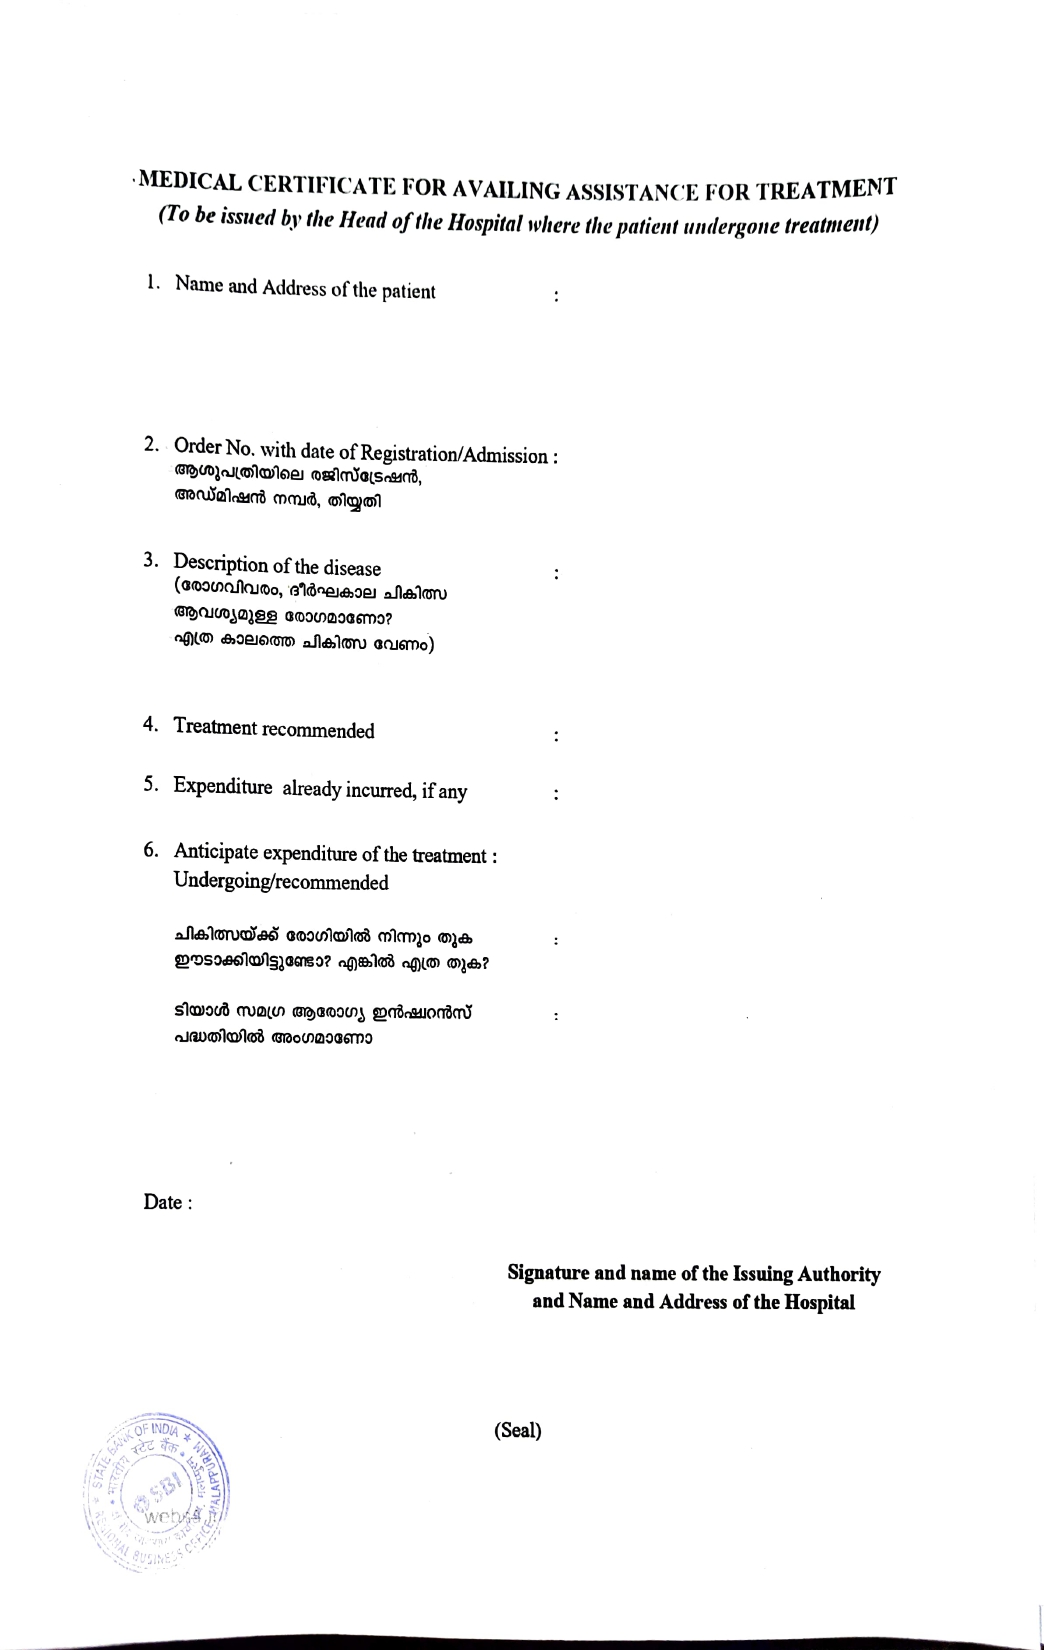 MEDICAL CERTIFICATE FOR AVAILING ASSISTANCE FOR TREATMENT
(To be issued by the Head of the Hospital where the patient undergone treatment)
1. Name and Address of the patient :
2. Order No. with date of Registration/Admission :
ആശുപത്രിയിലെ രജിസ്ട്രേഷൻ,
അഡ്മിഷൻ നമ്പർ, തിയ്യതി
3. Description of the disease :
(രോഗവിവരം, ദീർഘകാല ചികിത്സ
ആവശ്യമുള്ള രോഗമാണോ?
എത്ര കാലത്തെ ചികിത്സ വേണം)
4. Treatment recommended :
5. Expenditure already incurred, if any :
6. Anticipate expenditure of the treatment :
Undergoing/recommended
ചികിത്സയ്ക്ക് രോഗിയിൽ നിന്നും തുക :
ഈടാക്കിയിട്ടുണ്ടോ? എങ്കിൽ എത്ര തുക?
ടിയാൾ സമഗ്ര ആരോഗ്യ ഇൻഷ്വറൻസ് :
പദ്ധതിയിൽ അംഗമാണോ
Date :
Signature and name of the Issuing Authority
and Name and Address of the Hospital
(Seal)
STATE BANK OF INDIA ★ MALAPPURAM
भारतीय स्टेट बैंक
SBI
REGIONAL BUSINESS OFFICE